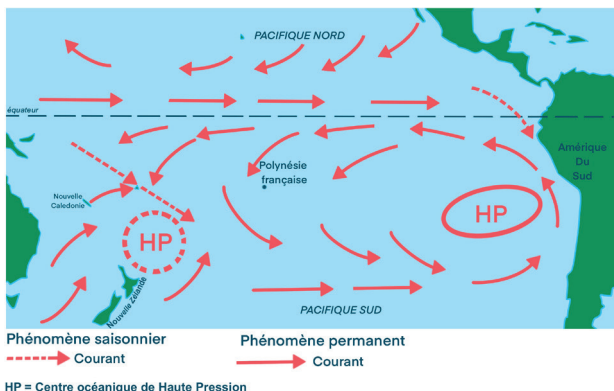 PACIFIQUE NORD
équateur
Amérique
Du
Sud
Polynésie
française
Nouvelle
Calédonie
HP
HP
Nouvelle Zélande
PACIFIQUE SUD
Phénomène saisonnier
Courant
Phénomène permanent
Courant
HP = Centre océanique de Haute Pression